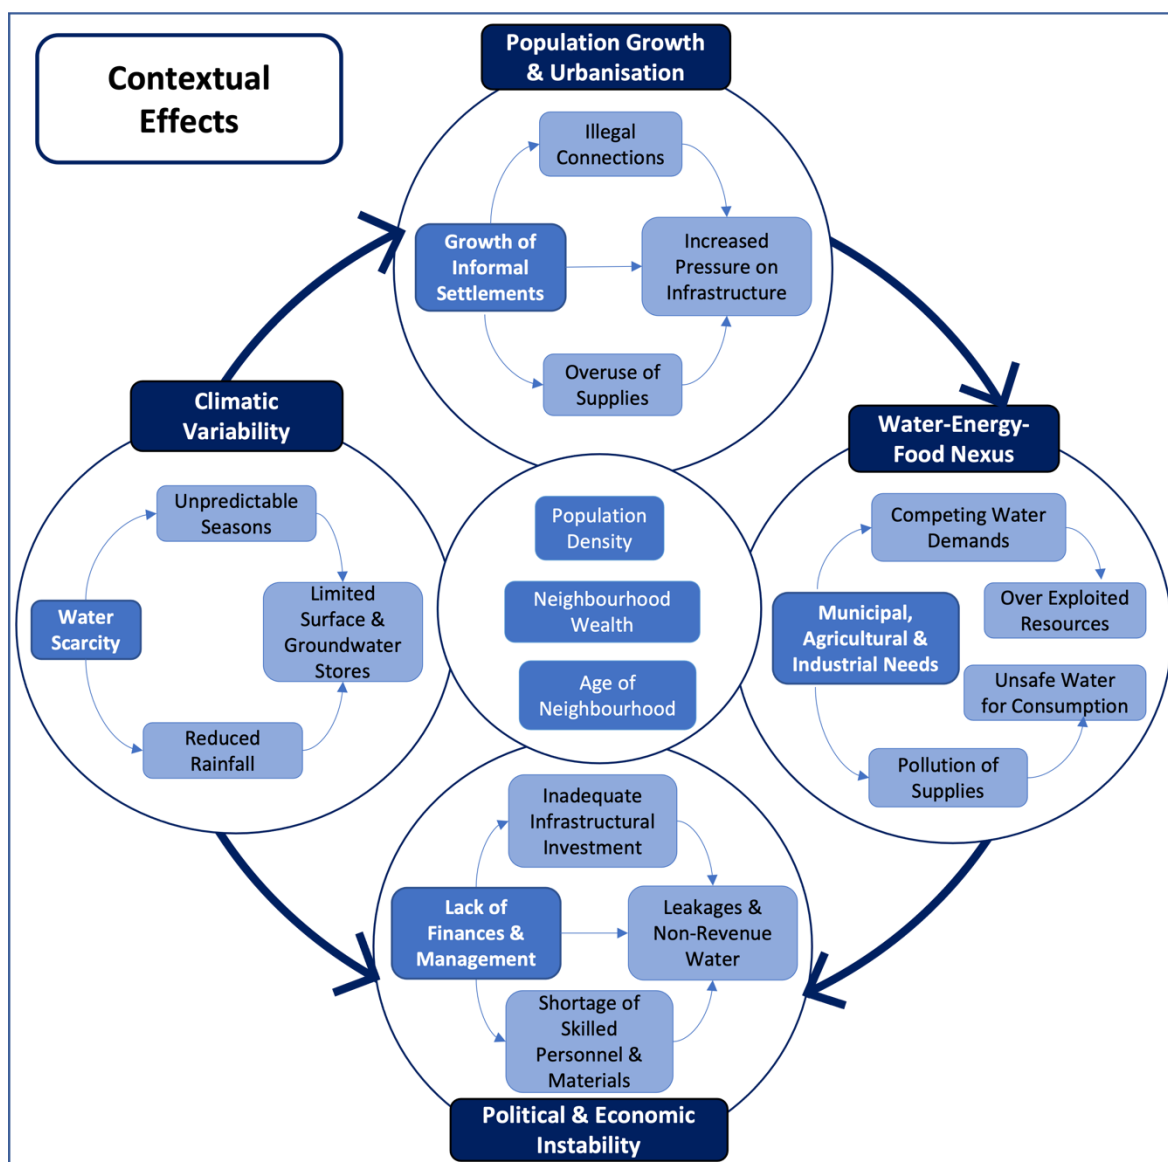 Contextual
Effects
Population Growth
& Urbanisation
Illegal
Connections
Growth of
Informal
Settlements
Increased
Pressure on
Infrastructure
Overuse of
Supplies
Climatic
Variability
Unpredictable
Seasons
Water
Scarcity
Limited
Surface &
Groundwater
Stores
Reduced
Rainfall
Population
Density
Neighbourhood
Wealth
Age of
Neighbourhood
Water-Energy-
Food Nexus
Competing Water
Demands
Municipal,
Agricultural &
Industrial Needs
Over Exploited
Resources
Unsafe Water
for Consumption
Pollution of
Supplies
Inadequate
Infrastructural
Investment
Lack of
Finances &
Management
Leakages &
Non-Revenue
Water
Shortage of
Skilled
Personnel &
Materials
Political & Economic
Instability